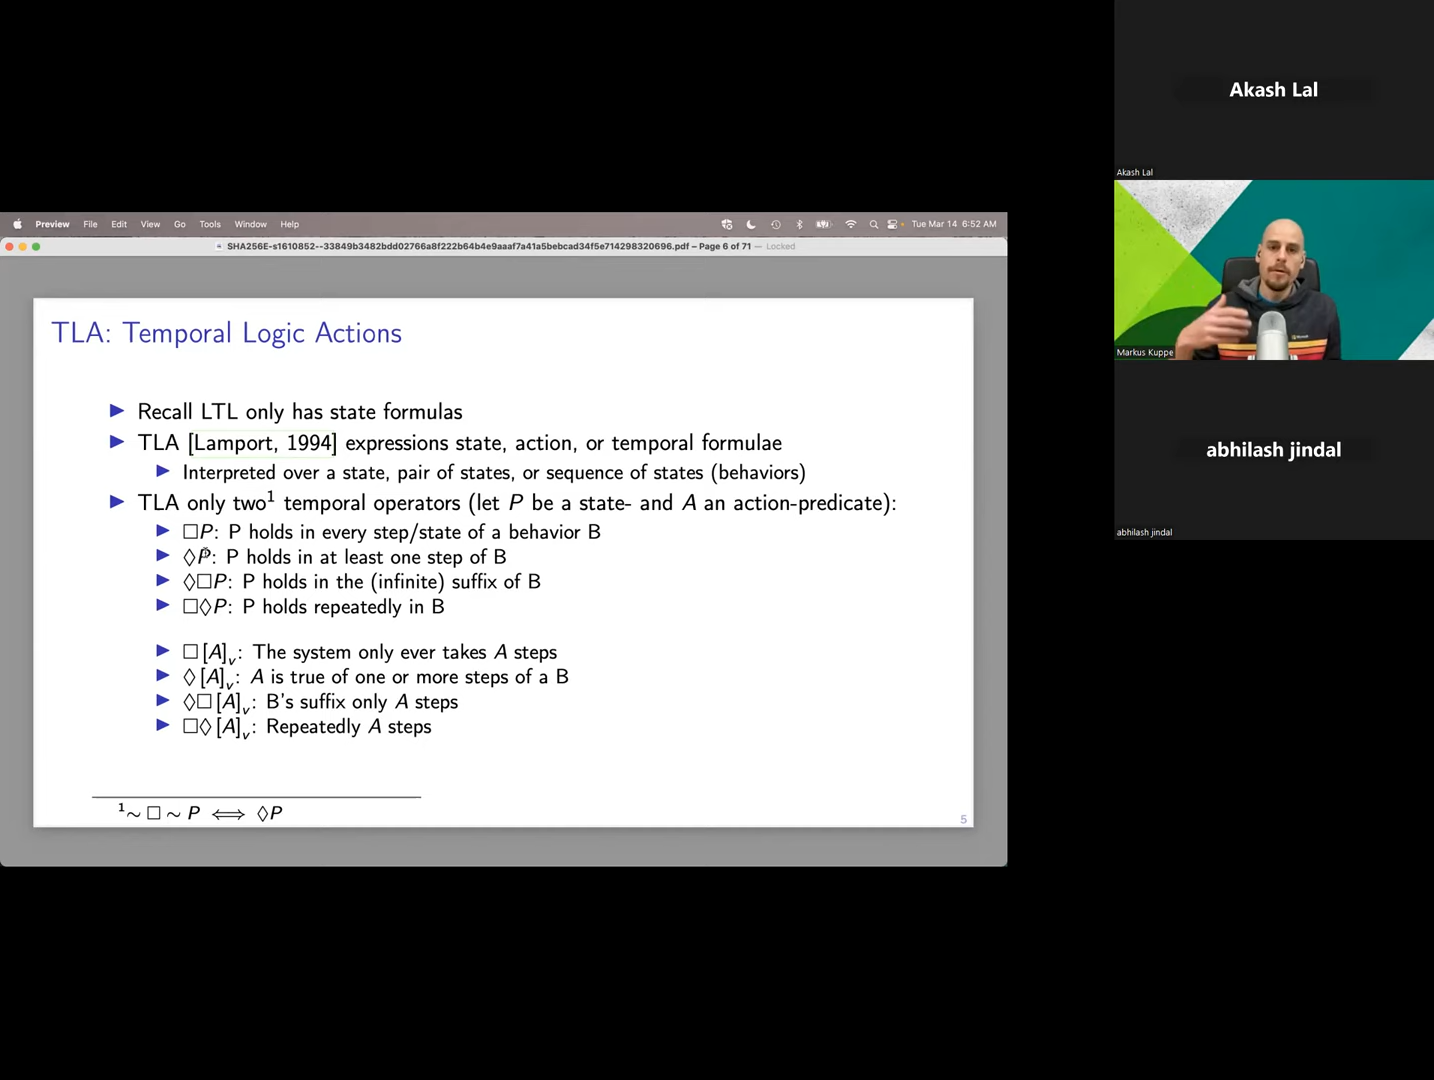 Akash Lal
Akash Lal
Markus Kuppe
abhilash jindal
abhilash jindal
Preview File Edit View Go Tools Window Help Tue Mar 14 6:52 AM
SHA256E-s1610852--33849b3482bdd02766a8f222b64b4e9aaaf7a41a5bebcad34f5e714298320696.pdf – Page 6 of 71 — Locked
TLA: Temporal Logic Actions
▶ Recall LTL only has state formulas
▶ TLA [Lamport, 1994] expressions state, action, or temporal formulae
▶ Interpreted over a state, pair of states, or sequence of states (behaviors)
▶ TLA only two¹ temporal operators (let P be a state- and A an action-predicate):
▶ □P: P holds in every step/state of a behavior B
▶ ◊P: P holds in at least one step of B
▶ ◊□P: P holds in the (infinite) suffix of B
▶ □◊P: P holds repeatedly in B
▶ □[A]ᵥ: The system only ever takes A steps
▶ ◊[A]ᵥ: A is true of one or more steps of a B
▶ ◊□[A]ᵥ: B's suffix only A steps
▶ □◊[A]ᵥ: Repeatedly A steps
¹∼ □ ∼ P ⟺ ◊P
5